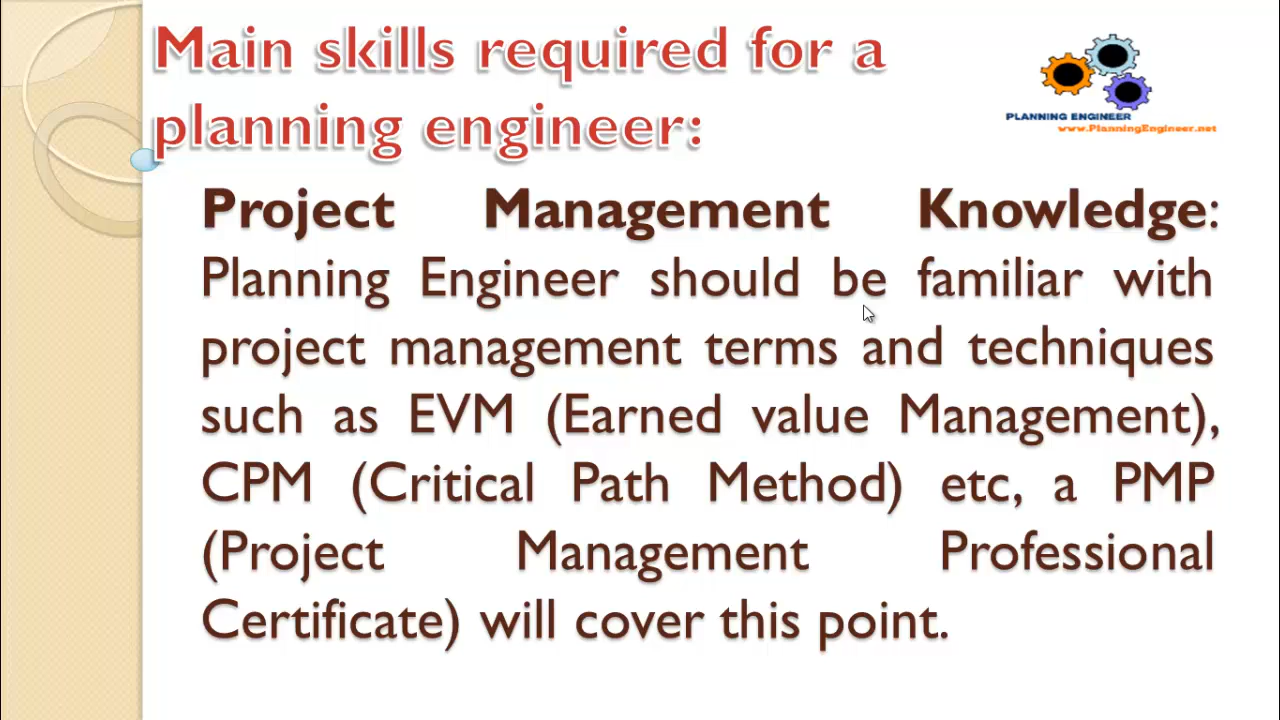 Main skills required for a
planning engineer:
PLANNING ENGINEER
www.PlanningEngineer.net
Project Management Knowledge:
Planning Engineer should be familiar with
project management terms and techniques
such as EVM (Earned value Management),
CPM (Critical Path Method) etc, a PMP
(Project Management Professional
Certificate) will cover this point.